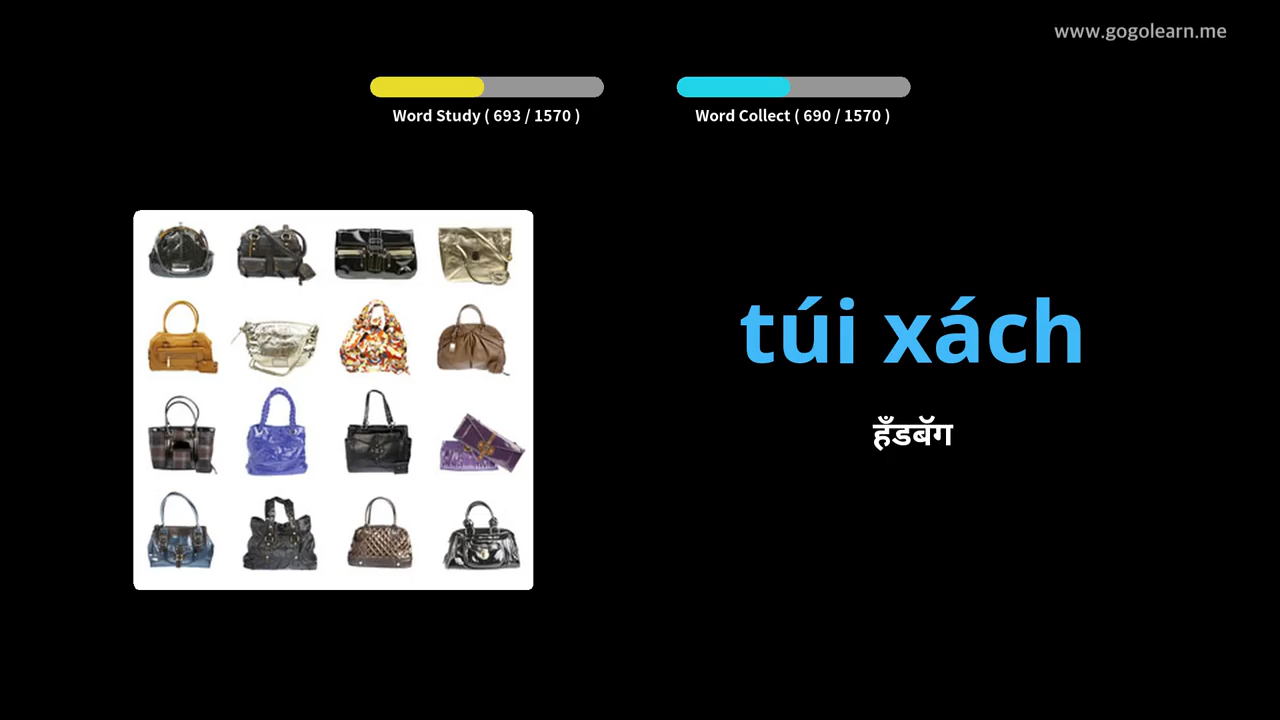 www.gogolearn.me
Word Study ( 693 / 1570 )
Word Collect ( 690 / 1570 )
túi xách
हँडबॅग